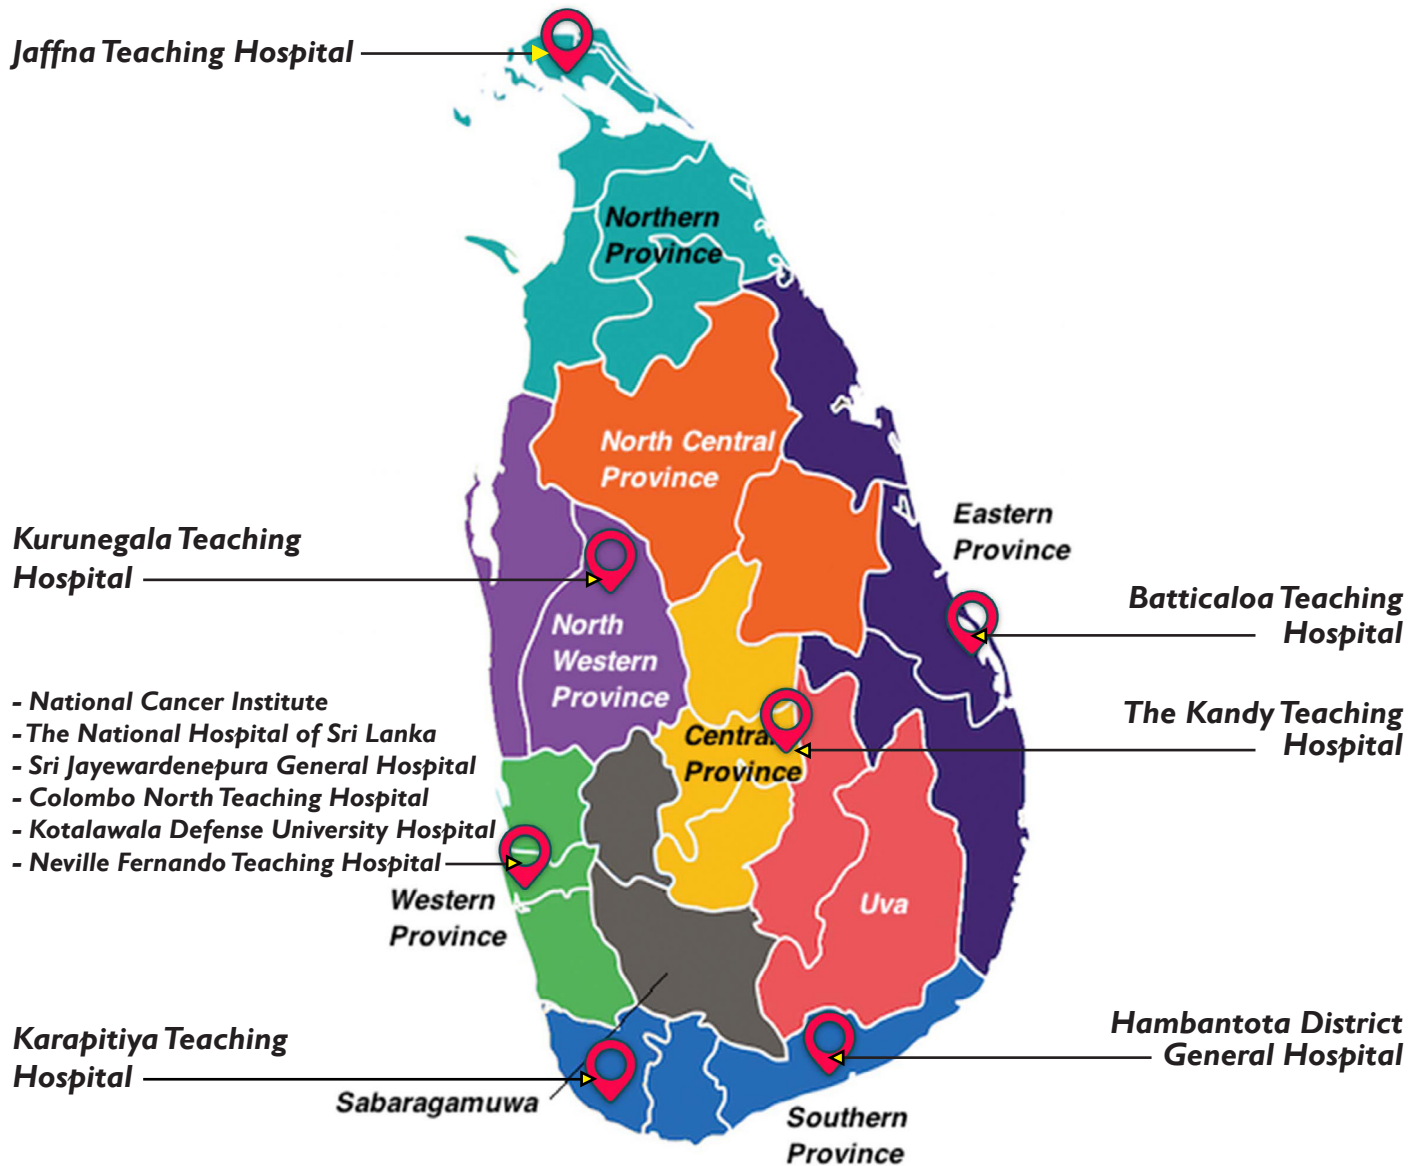 Jaffna Teaching Hospital
Northern
Province
North Central
Province
Eastern
Province
Kurunegala Teaching
Hospital
Batticaloa Teaching
Hospital
North
Western
Province
- National Cancer Institute
- The National Hospital of Sri Lanka
- Sri Jayewardenepura General Hospital
- Colombo North Teaching Hospital
- Kotalawala Defense University Hospital
- Neville Fernando Teaching Hospital
The Kandy Teaching
Hospital
Central
Province
Western
Province
Uva
Karapitiya Teaching
Hospital
Hambantota District
General Hospital
Sabaragamuwa
Southern
Province